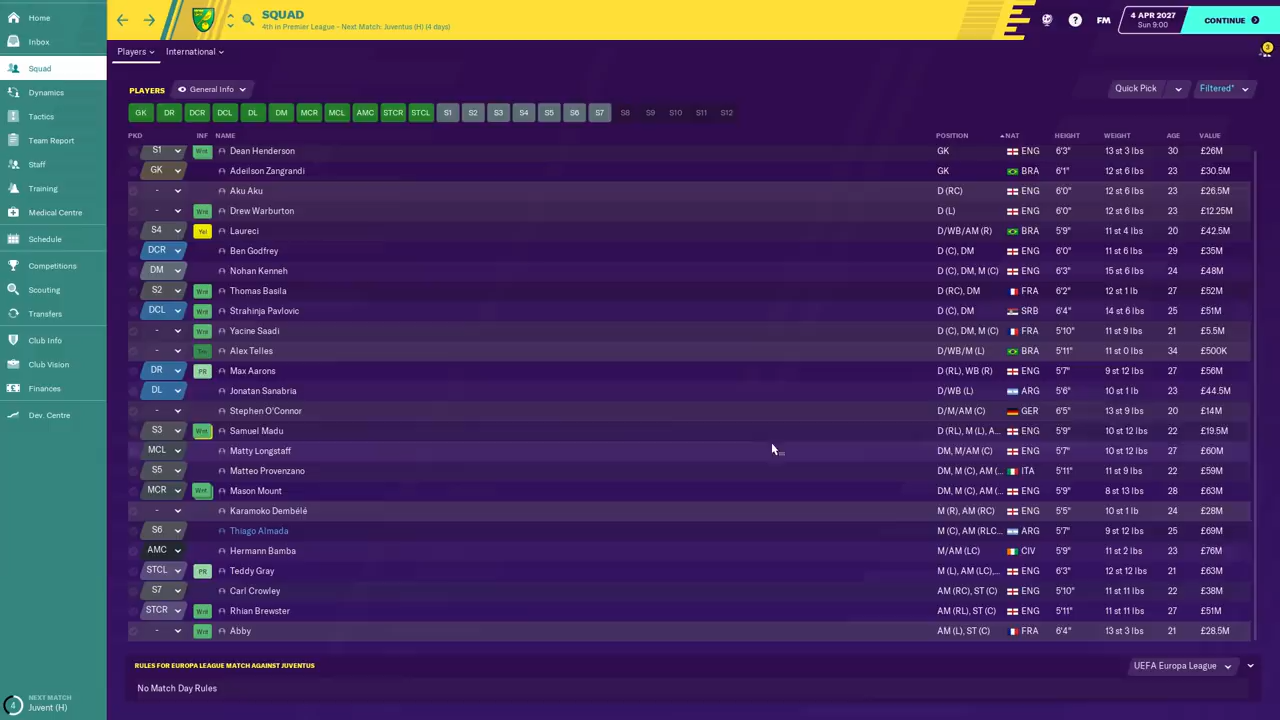 Home
SQUAD
4th in Premier League - Next Match: Juventus (H) (4 days)
FM
4 APR 2027
Sun 9:00
CONTINUE
Inbox
Squad
Dynamics
Tactics
Team Report
Staff
Training
Medical Centre
Schedule
Competitions
Scouting
Transfers
Club Info
Club Vision
Finances
Dev. Centre
NEXT MATCH
4 Juvent (H)
Players International
2
PLAYERS General Info Quick Pick Filtered*
GK DR DCR DCL DL DM MCR MCL AMC STCR STCL S1 S2 S3 S4 S5 S6 S7 S8 S9 S10 S11 S12
PKD INF NAME POSITION NAT HEIGHT WEIGHT AGE VALUE
S1 Wnt Dean Henderson GK ENG 6'3" 13 st 3 lbs 30 £26M
GK Adeilson Zangrandi GK BRA 6'1" 12 st 6 lbs 23 £30.5M
- Aku Aku D (RC) ENG 6'0" 12 st 6 lbs 23 £26.5M
- Wnt Drew Warburton D (L) ENG 6'0" 12 st 6 lbs 23 £12.25M
S4 Yel Laureci D/WB/AM (R) BRA 5'9" 11 st 4 lbs 20 £42.5M
DCR Ben Godfrey D (C), DM ENG 6'0" 12 st 6 lbs 29 £35M
DM Nohan Kenneh D (C), DM, M (C) ENG 6'3" 15 st 6 lbs 24 £48M
S2 Wnt Thomas Basila D (RC), DM FRA 6'2" 12 st 1 lb 27 £52M
DCL Wnt Strahinja Pavlovic D (C), DM SRB 6'4" 14 st 6 lbs 25 £51M
- Wnt Yacine Saadi D (C), DM, M (C) FRA 5'10" 11 st 9 lbs 21 £5.5M
- Trn Alex Telles D/WB/M (L) BRA 5'11" 11 st 0 lbs 34 £500K
DR PR Max Aarons D (RL), WB (R) ENG 5'7" 9 st 12 lbs 27 £56M
DL Jonatan Sanabria D/WB (L) ARG 5'6" 10 st 1 lb 23 £44.5M
- Stephen O'Connor D/M/AM (C) GER 6'5" 13 st 9 lbs 20 £14M
S3 Wnt Samuel Madu D (RL), M (L), A... ENG 5'9" 10 st 12 lbs 22 £19.5M
MCL Matty Longstaff DM, M/AM (C) ENG 5'7" 10 st 12 lbs 27 £60M
S5 Matteo Provenzano DM, M (C), AM (... ITA 5'11" 11 st 9 lbs 22 £59M
MCR Wnt Mason Mount DM, M (C), AM (... ENG 5'9" 8 st 13 lbs 28 £63M
- Karamoko Dembélé M (R), AM (RC) ENG 5'5" 10 st 1 lb 24 £28M
S6 Thiago Almada M (C), AM (RLC... ARG 5'7" 9 st 12 lbs 25 £69M
AMC Hermann Bamba M/AM (LC) CIV 5'9" 11 st 2 lbs 23 £76M
STCL PR Teddy Gray M (L), AM (LC),... ENG 6'3" 12 st 12 lbs 21 £63M
S7 Carl Crowley AM (RC), ST (C) ENG 5'10" 11 st 11 lbs 22 £38M
STCR Wnt Rhian Brewster AM (RL), ST (C) ENG 5'11" 11 st 11 lbs 27 £51M
- Wnt Abby AM (L), ST (C) FRA 6'4" 13 st 3 lbs 21 £28.5M
RULES FOR EUROPA LEAGUE MATCH AGAINST JUVENTUS UEFA Europa League
No Match Day Rules